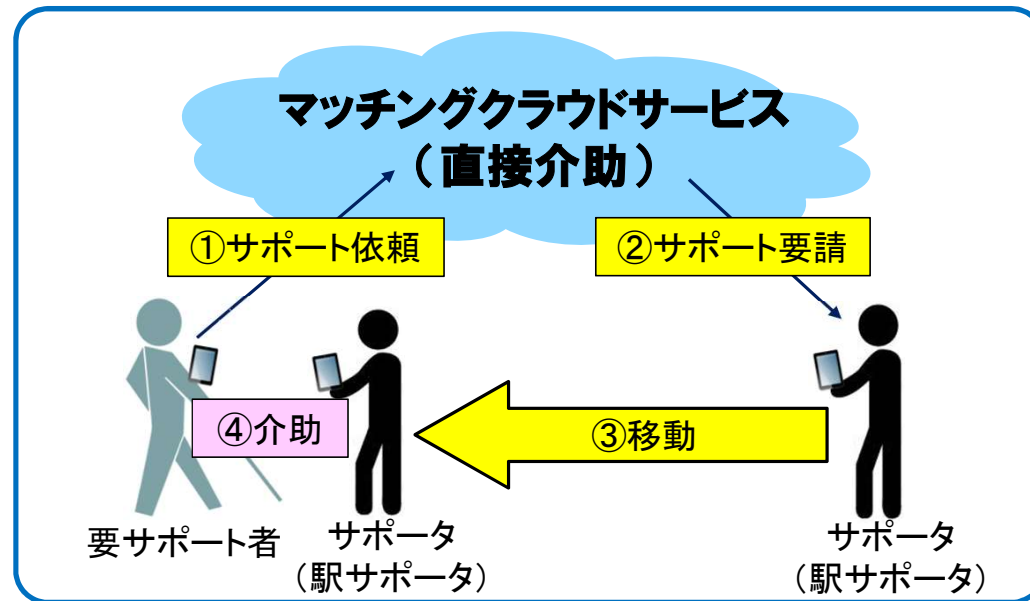 マッチングクラウドサービス
（直接介助）
①サポート依頼
②サポート要請
④介助
③移動
要サポート者
サポータ
（駅サポータ）
サポータ
（駅サポータ）